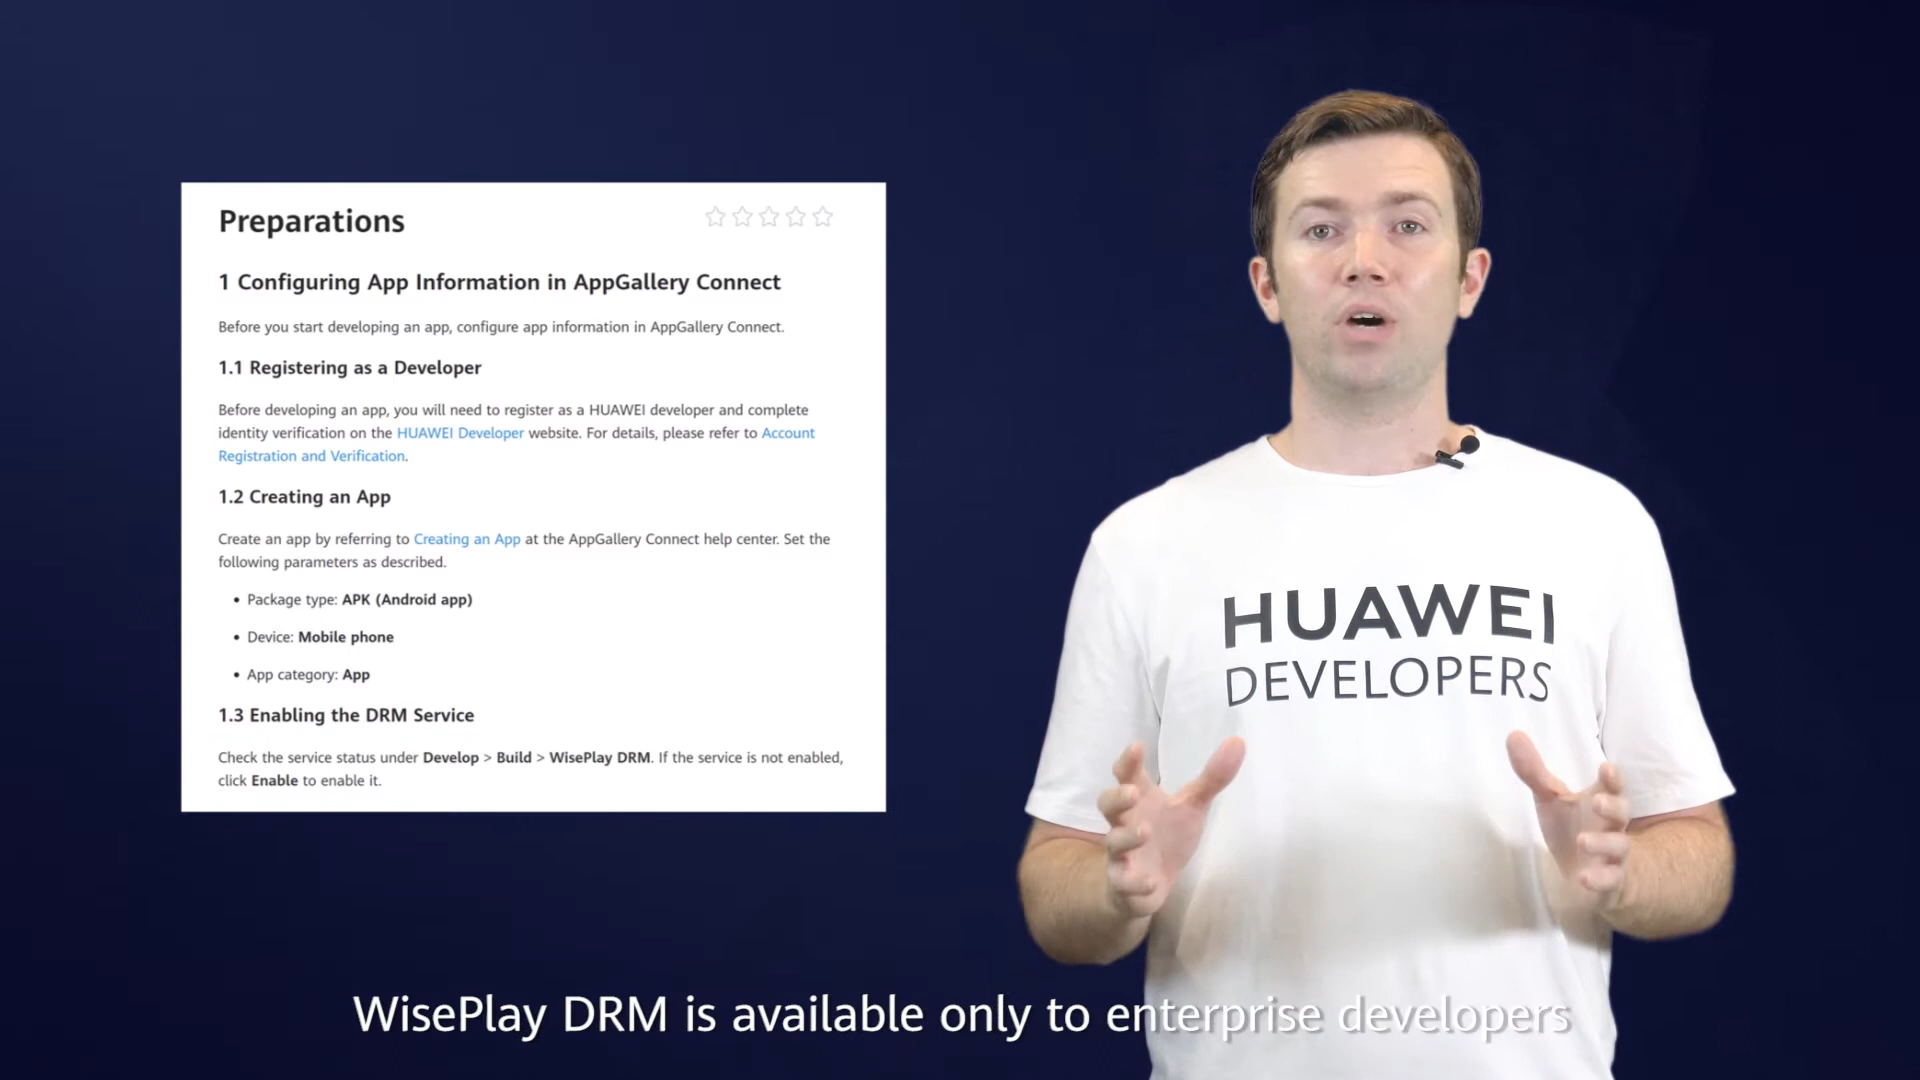 Preparations
1 Configuring App Information in AppGallery Connect
Before you start developing an app, configure app information in AppGallery Connect.
1.1 Registering as a Developer
Before developing an app, you will need to register as a HUAWEI developer and complete
identity verification on the HUAWEI Developer website. For details, please refer to Account
Registration and Verification.
1.2 Creating an App
Create an app by referring to Creating an App at the AppGallery Connect help center. Set the
following parameters as described.
• Package type: APK (Android app)
• Device: Mobile phone
• App category: App
1.3 Enabling the DRM Service
Check the service status under Develop > Build > WisePlay DRM. If the service is not enabled,
click Enable to enable it.
HUAWEI
DEVELOPERS
WisePlay DRM is available only to enterprise developers